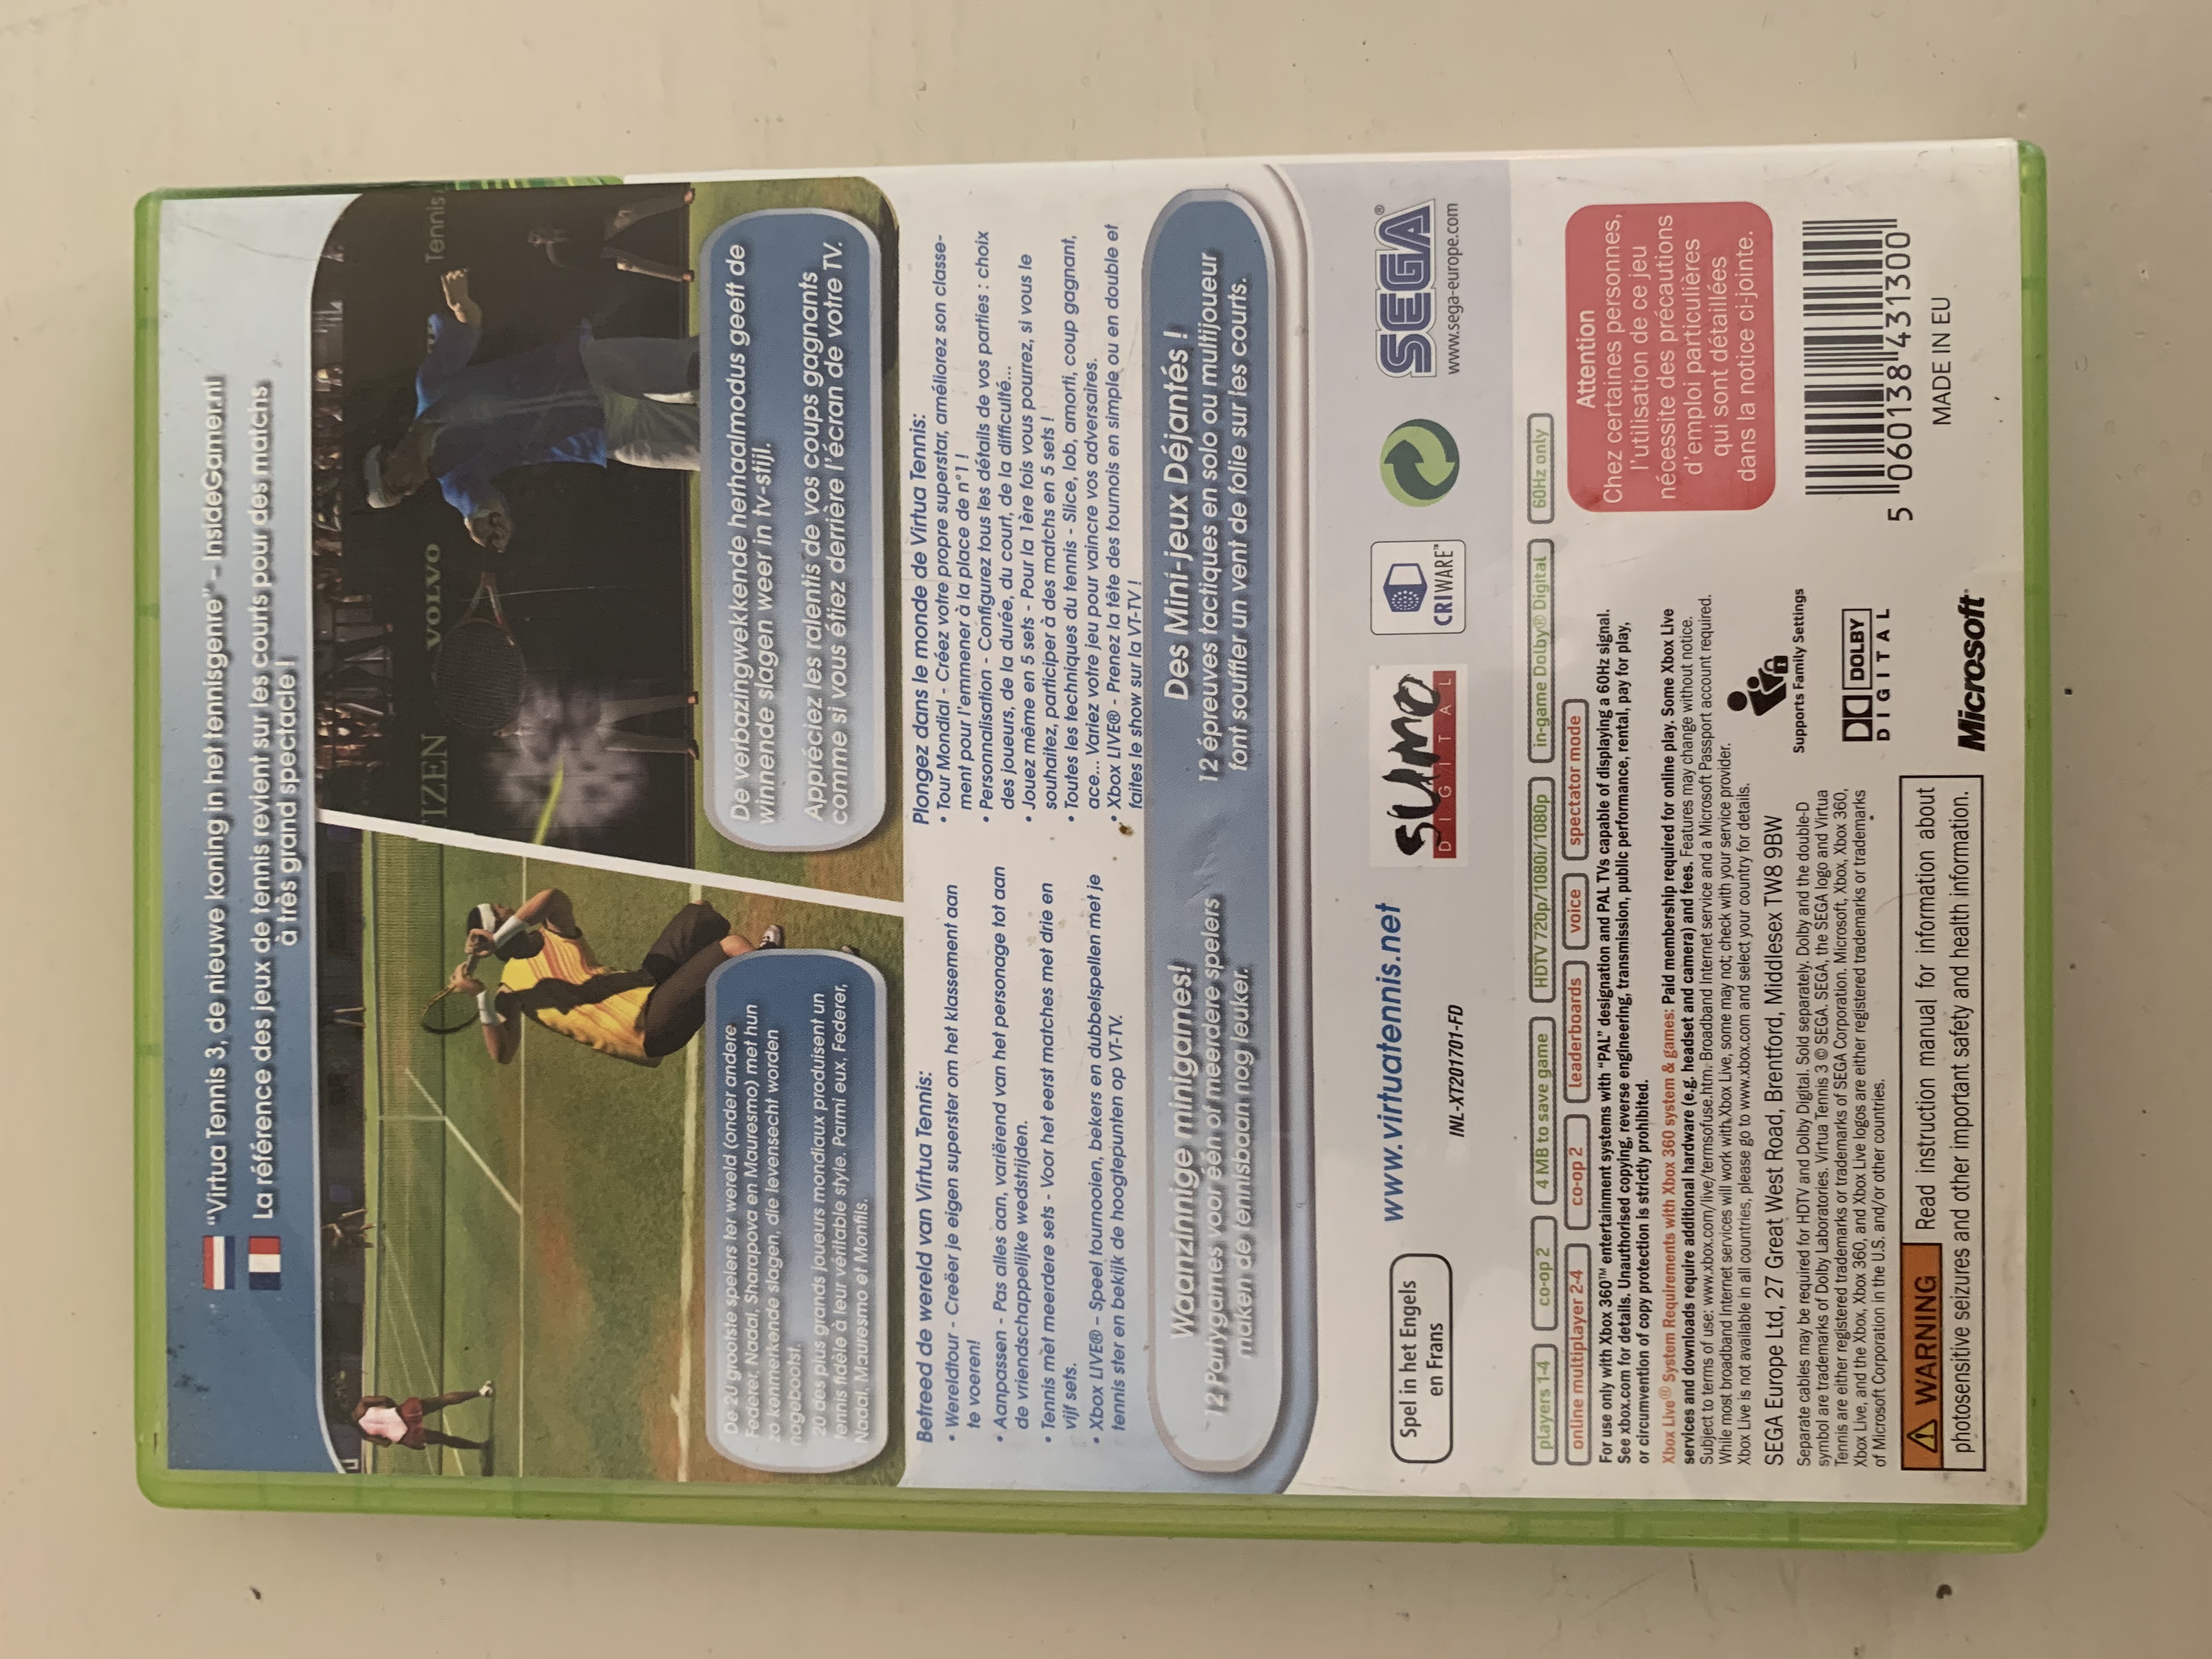 "Virtua Tennis 3, de nieuwe koning in het tennisgenre" - InsideGamer.nl
La référence des jeux de tennis revient sur les courts pour des matchs
à très grand spectacle !
VOLVO
Tennis
De 20 grootste spelers ter wereld (onder andere
Federer, Nadal, Sharapova en Mauresmo) met hun
zo kenmerkende slagen, die levensecht worden
nagebootst.
20 des plus grands joueurs mondiaux produisent un
tennis fidèle à leur véritable style. Parmi eux, Federer,
Nadal, Mauresmo et Monfils.
De verbazingwekkende herhaalmodus geeft de
winnende slagen weer in tv-stijl.
Appréciez les ralentis de vos coups gagnants
comme si vous étiez derrière l'écran de votre TV.
Betreed de wereld van Virtua Tennis:
• Wereldtour - Creëer je eigen superster om het klassement aan
te voeren!
• Aanpassen - Pas alles aan, variërend van het personage tot aan
de vriendschappelijke wedstrijden.
• Tennis met meerdere sets - Voor het eerst matches met drie en
vijf sets.
• Xbox LIVE® – Speel tournooien, bekers en dubbelspellen met je
tennis ster en bekijk de hoogtepunten op VT-TV.
Plongez dans le monde de Virtua Tennis:
• Tour Mondial - Créez votre propre superstar, améliorez son classe-
ment pour l'emmener à la place de n°1 !
• Personnalisation - Configurez tous les détails de vos parties : choix
des joueurs, de la durée, du court, de la difficulté...
• Jouez même en 5 sets - Pour la 1ère fois vous pourrez, si vous le
souhaitez, participer à des matchs en 5 sets !
• Toutes les techniques du tennis - Slice, lob, amorti, coup gagnant,
ace... Variez votre jeu pour vaincre vos adversaires.
• Xbox LIVE® - Prenez la tête des tournois en simple ou en double et
faites le show sur la VT-TV !
Waanzinnige minigames!
12 Partygames voor één of meerdere spelers
maken de tennisbaan nog leuker.
Des Mini-jeux Déjantés !
12 épreuves tactiques en solo ou multijoueur
font souffler un vent de folie sur les courts.
Spel in het Engels
en Frans
www.virtuatennis.net
INL-XT201701-FD
SUMO
DIGITAL
CRIWARE™
SEGA®
www.sega-europe.com
players 1-4
co-op 2
4 MB to save game
HDTV 720p/1080i/1080p
in-game Dolby® Digital
60Hz only
online multiplayer 2-4
co-op 2
leaderboards
voice
spectator mode
For use only with Xbox 360™ entertainment systems with "PAL" designation and PAL TVs capable of displaying a 60Hz signal.
See xbox.com for details. Unauthorised copying, reverse engineering, transmission, public performance, rental, pay for play,
or circumvention of copy protection is strictly prohibited.
Xbox Live® System Requirements with Xbox 360 system & games: Paid membership required for online play. Some Xbox Live
services and downloads require additional hardware (e.g. headset and camera) and fees. Features may change without notice.
Subject to terms of use: www.xbox.com/live/termsofuse.htm. Broadband Internet service and a Microsoft Passport account required.
While most broadband Internet services will work with Xbox Live, some may not; check with your service provider.
Xbox Live is not available in all countries, please go to www.xbox.com and select your country for details.
SEGA Europe Ltd, 27 Great West Road, Brentford, Middlesex TW8 9BW
Separate cables may be required for HDTV and Dolby Digital. Sold separately. Dolby and the double-D
symbol are trademarks of Dolby Laboratories. Virtua Tennis 3 © SEGA. SEGA, the SEGA logo and Virtua
Tennis are either registered trademarks or trademarks of SEGA Corporation. Microsoft, Xbox, Xbox 360,
Xbox Live, and the Xbox, Xbox 360, and Xbox Live logos are either registered trademarks or trademarks
of Microsoft Corporation in the U.S. and/or other countries.
WARNING Read instruction manual for information about
photosensitive seizures and other important safety and health information.
Supports Family Settings
DOLBY
DIGITAL
Microsoft
Attention
Chez certaines personnes,
l'utilisation de ce jeu
nécessite des précautions
d'emploi particulières
qui sont détaillées
dans la notice ci-jointe.
5 060138 431300
MADE IN EU